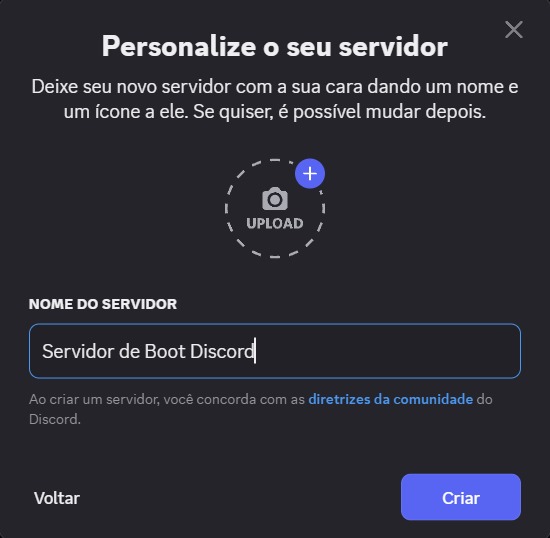 Personalize o seu servidor
Deixe seu novo servidor com a sua cara dando um nome e
um ícone a ele. Se quiser, é possível mudar depois.
UPLOAD
NOME DO SERVIDOR
Servidor de Boot Discord
Ao criar um servidor, você concorda com as diretrizes da comunidade do
Discord.
Voltar
Criar